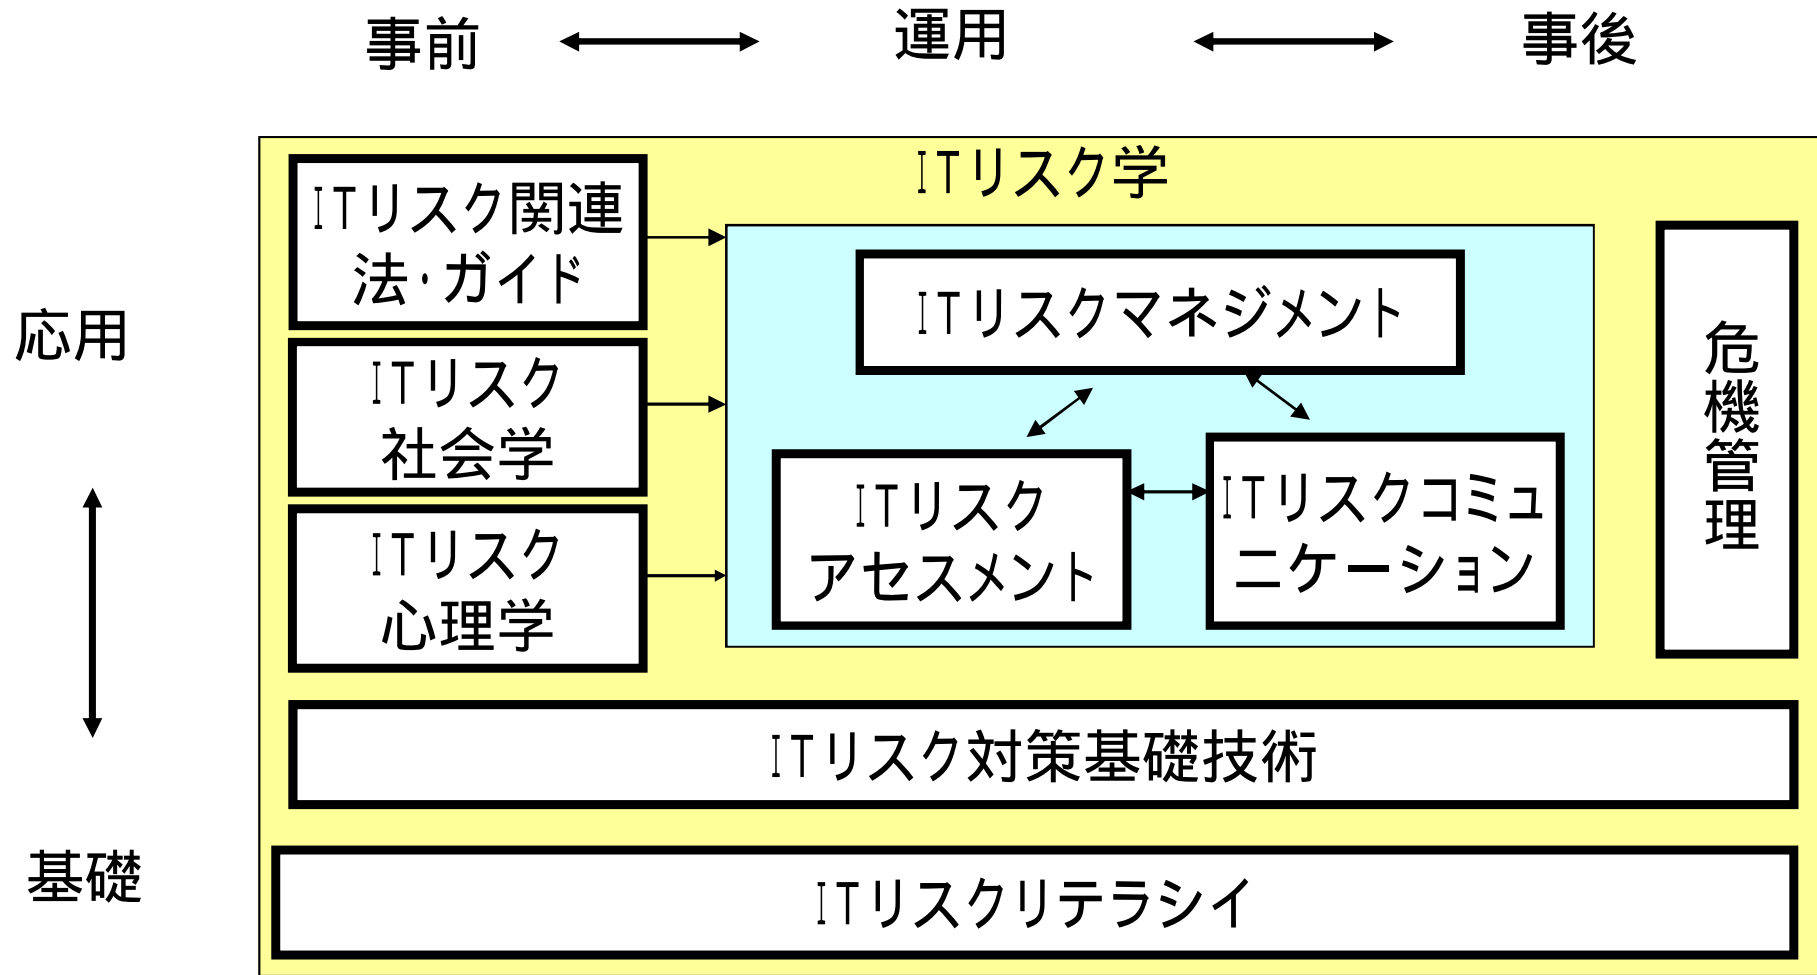 事前
運用
事後
ITリスク学
ITリスク関連
法・ガイド
ITリスクマネジメント
応用
ITリスク
社会学
危機管理
ITリスク
アセスメント
ITリスクコミュ
ニケーション
ITリスク
心理学
ITリスク対策基礎技術
基礎
ITリスクリテラシイ